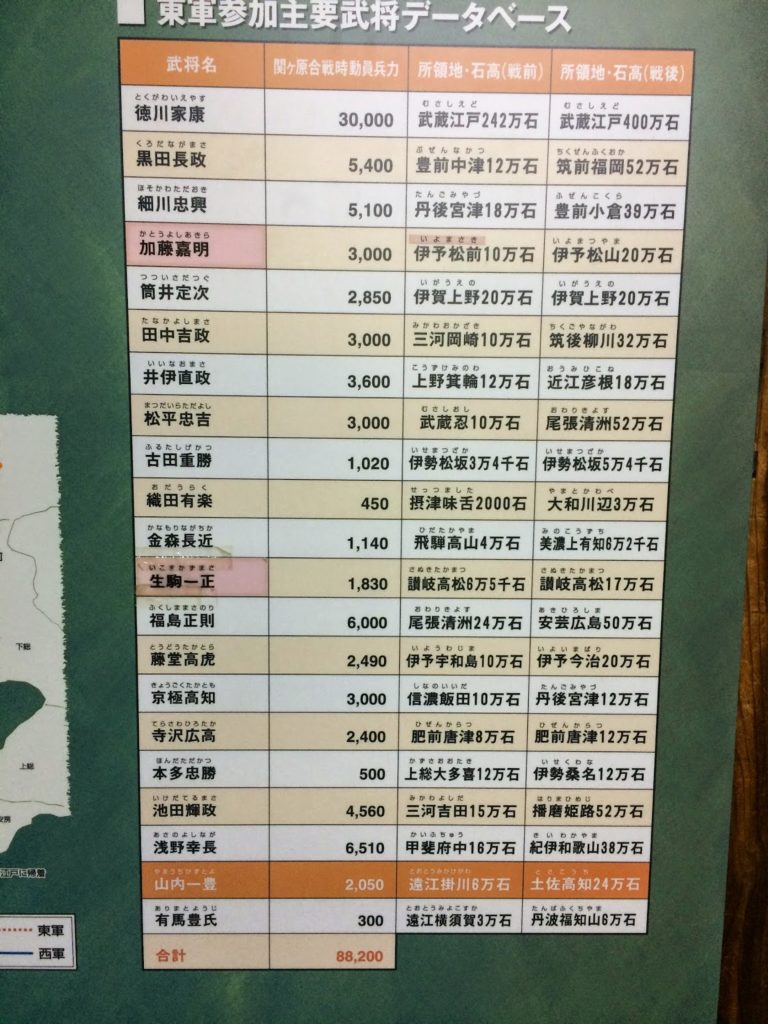 ■ 東軍参加主要武将データベース
武将名 関ヶ原合戦時動員兵力 所領地・石高(戦前) 所領地・石高(戦後)
とくがわいえやす むさしえど むさしえど
徳川家康 30,000 武蔵江戸242万石 武蔵江戸400万石
くろだながまさ ぶぜんなかつ ちくぜんふくおか
黒田長政 5,400 豊前中津12万石 筑前福岡52万石
ほそかわただおき たんごみやづ ぶぜんこくら
細川忠興 5,100 丹後宮津18万石 豊前小倉39万石
かとうよしあきら いよまさき いよまつやま
加藤嘉明 3,000 伊予松前10万石 伊予松山20万石
つついさだつぐ いがうえの いがうえの
筒井定次 2,850 伊賀上野20万石 伊賀上野20万石
たなかよしまさ みかわおかざき ちくごやながわ
田中吉政 3,000 三河岡崎10万石 筑後柳川32万石
いいなおまさ こうずけみのわ おうみひこね
井伊直政 3,600 上野箕輪12万石 近江彦根18万石
まつだいらただよし むさしおし おわりきよす
松平忠吉 3,000 武蔵忍10万石 尾張清洲52万石
ふるたしげかつ いせまつざか いせまつざか
古田重勝 1,020 伊勢松坂3万4千石 伊勢松坂5万4千石
おだうらく せっつました やまとかわべ
織田有楽 450 摂津味舌2000石 大和川辺3万石
かなもりながちか ひだたかやま みのこうずち
金森長近 1,140 飛騨高山4万石 美濃上有知6万2千石
いこまかずまさ さぬきたかまつ さぬきたかまつ
生駒一正 1,830 讃岐高松6万5千石 讃岐高松17万石
ふくしままさのり おわりきよす あきひろしま
福島正則 6,000 尾張清洲24万石 安芸広島50万石
とうどうたかとら いようわじま いよいまばり
藤堂高虎 2,490 伊予宇和島10万石 伊予今治20万石
きょうごくたかとも しなのいいだ たんごみやづ
京極高知 3,000 信濃飯田10万石 丹後宮津12万石
てらさわひろたか ひぜんからつ ひぜんからつ
寺沢広高 2,400 肥前唐津8万石 肥前唐津12万石
ほんだただかつ かずさおおたき いせくわな
本多忠勝 500 上総大多喜12万石 伊勢桑名12万石
いけだてるまさ みかわよしだ はりまひめじ
池田輝政 4,560 三河吉田15万石 播磨姫路52万石
あさのよしなが かいふちゅう きいわかやま
浅野幸長 6,510 甲斐府中16万石 紀伊和歌山38万石
やまうちかずとよ とおとうみかけがわ とさこうち
山内一豊 2,050 遠江掛川6万石 土佐高知24万石
ありまとようじ とおとうみよこすか たんばふくちやま
有馬豊氏 300 遠江横須賀3万石 丹波福知山6万石
合計 88,200
下総
上総
安房
江戸に帰着
東軍
西軍